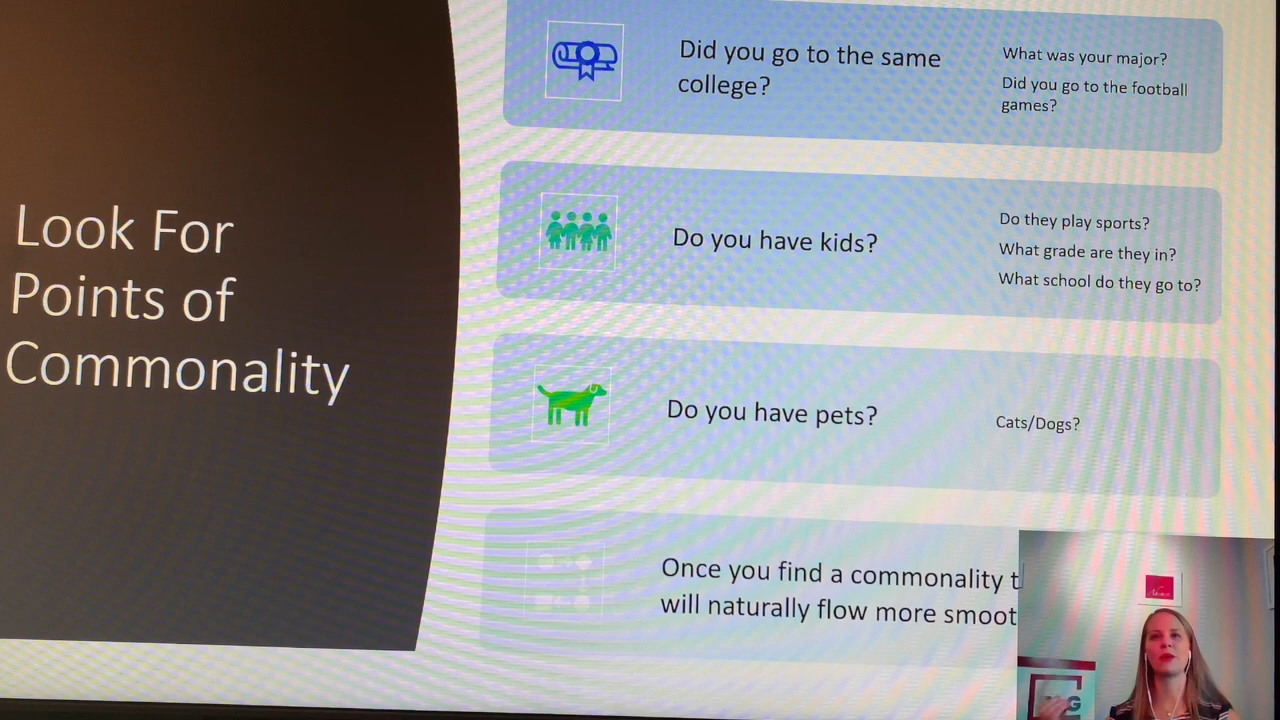 Look For
Points of
Commonality
Did you go to the same
college?
What was your major?
Did you go to the football
games?
Do you have kids?
Do they play sports?
What grade are they in?
What school do they go to?
Do you have pets?
Cats/Dogs?
Once you find a commonality t
will naturally flow more smoot
G